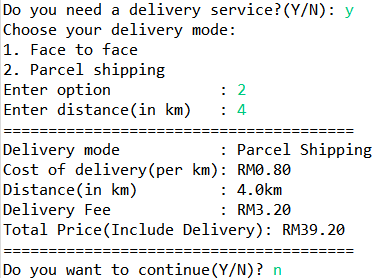 Do you need a delivery service?(Y/N): y
Choose your delivery mode:
1. Face to face
2. Parcel shipping
Enter option            : 2
Enter distance(in km)   : 4
=======================================
Delivery mode           : Parcel Shipping
Cost of delivery(per km): RM0.80
Distance(in km)         : 4.0km
Delivery Fee            : RM3.20
Total Price(Include Delivery): RM39.20
=======================================
Do you want to continue(Y/N)? n